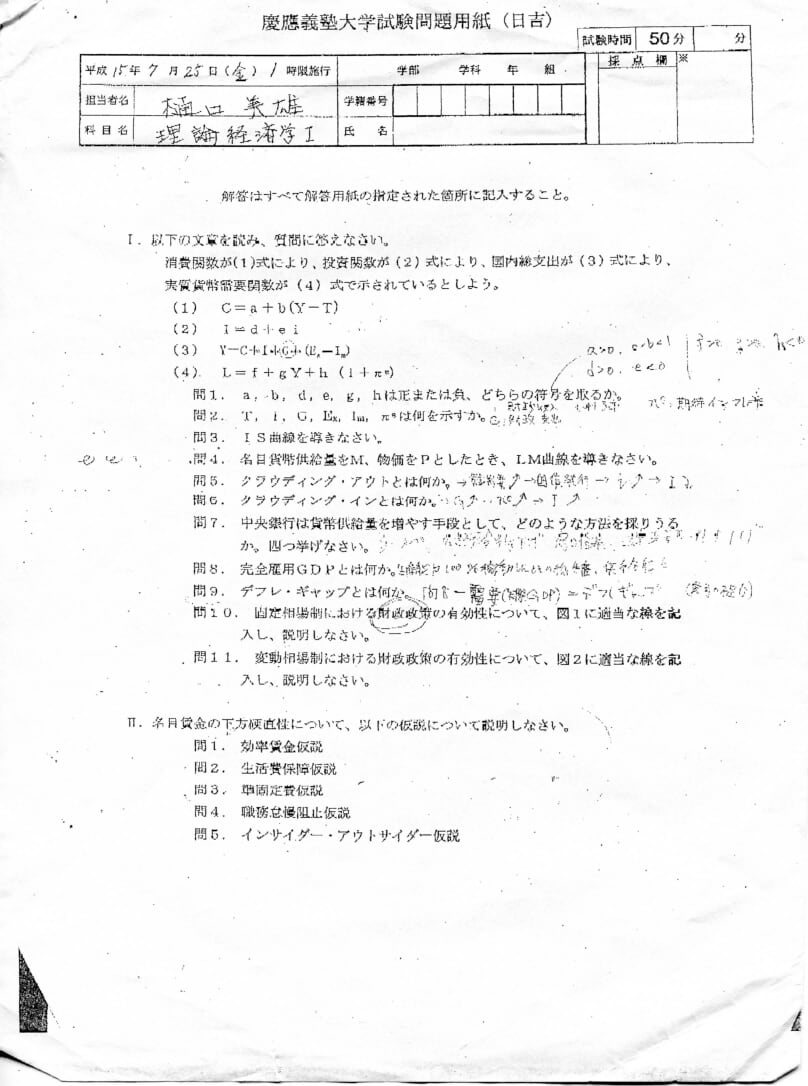 慶應義塾大学試験問題用紙（日吉）
試験時間 50分 分
平成15年7月25日(金)1時限施行 学部 学科 年 組
採点欄 ※
担当者名 樋口美雄 学籍番号
科目名 理論経済学I 氏名
解答はすべて解答用紙の指定された箇所に記入すること。
Ⅰ．以下の文章を読み、質問に答えなさい。
消費関数が(1)式により、投資関数が（2）式により、国内総支出が（3）式により、
実質貨幣需要関数が（4）式で示されているとしよう。
(1) C＝a＋b(Y－T)
(2) I＝d＋e i
(3) Y＝C＋I＋G＋(Ex－Im)
(4) L＝f＋gY＋h（i＋πe）
a>0, 0<b<1 f>0 g>0, h<0
d>0, e<0
問1．a、b、d、e、g、hは正または負、どちらの符号を取るか。
問2．T、i、G、Ex、Im、πeは何を示すか。
G:財政支出
πe:期待インフレ率
問3．IS曲線を導きなさい。
問4．名目貨幣供給量をM、物価をPとしたとき、LM曲線を導きなさい。
問5．クラウディング・アウトとは何か。
問6．クラウディング・インとは何か。
問7．中央銀行は貨幣供給量を増やす手段として、どのような方法を採りうる
か。四つ挙げなさい。
問8．完全雇用GDPとは何か。
問9．デフレ・ギャップとは何か。
問10．固定相場制における財政政策の有効性について、図1に適当な線を記
入し、説明しなさい。
問11．変動相場制における財政政策の有効性について、図2に適当な線を記
入し、説明しなさい。
Ⅱ．名目賃金の下方硬直性について、以下の仮説について説明しなさい。
問1．効率賃金仮説
問2．生活費保障仮説
問3．準固定費仮説
問4．職務怠慢阻止仮説
問5．インサイダー・アウトサイダー仮説